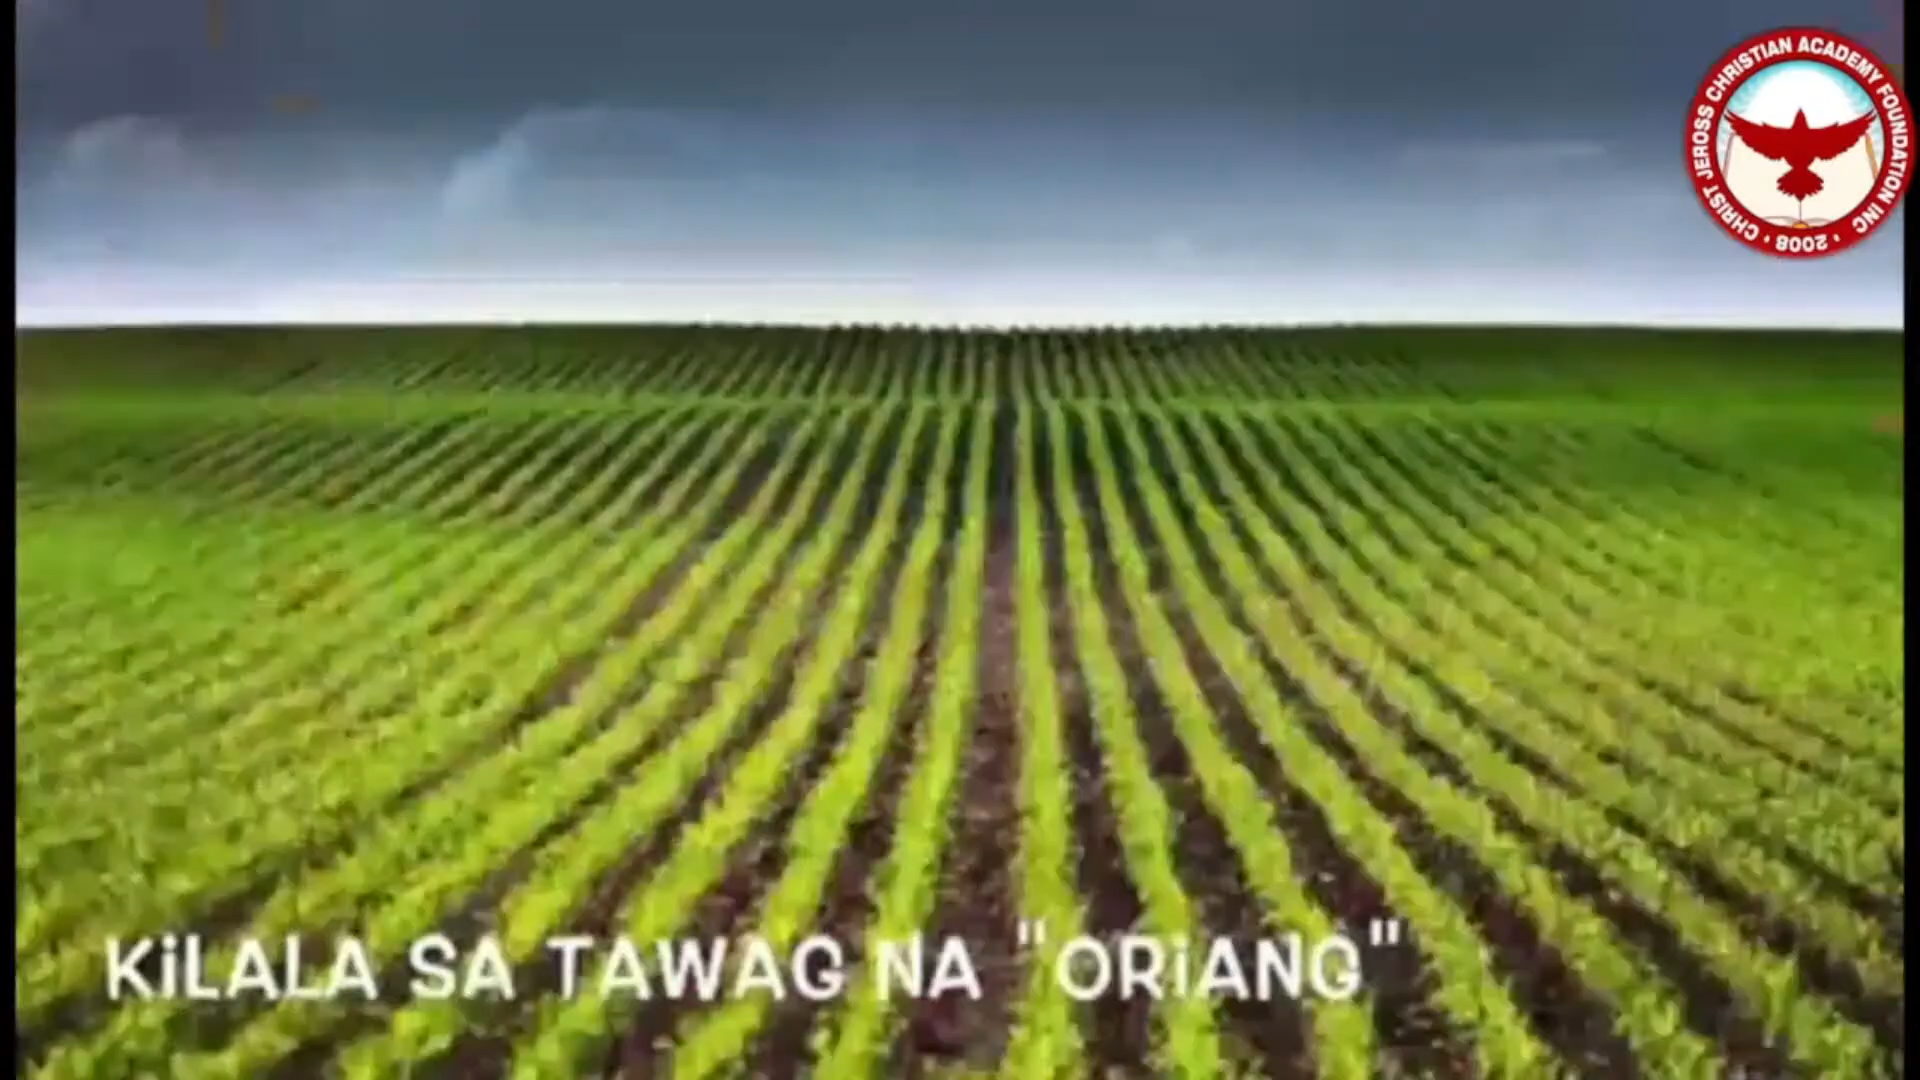 CHRIST JEROSS CHRISTIAN ACADEMY FOUNDATION INC
• 2008 •
KiLALA SA TAWAG NA "ORiANG"